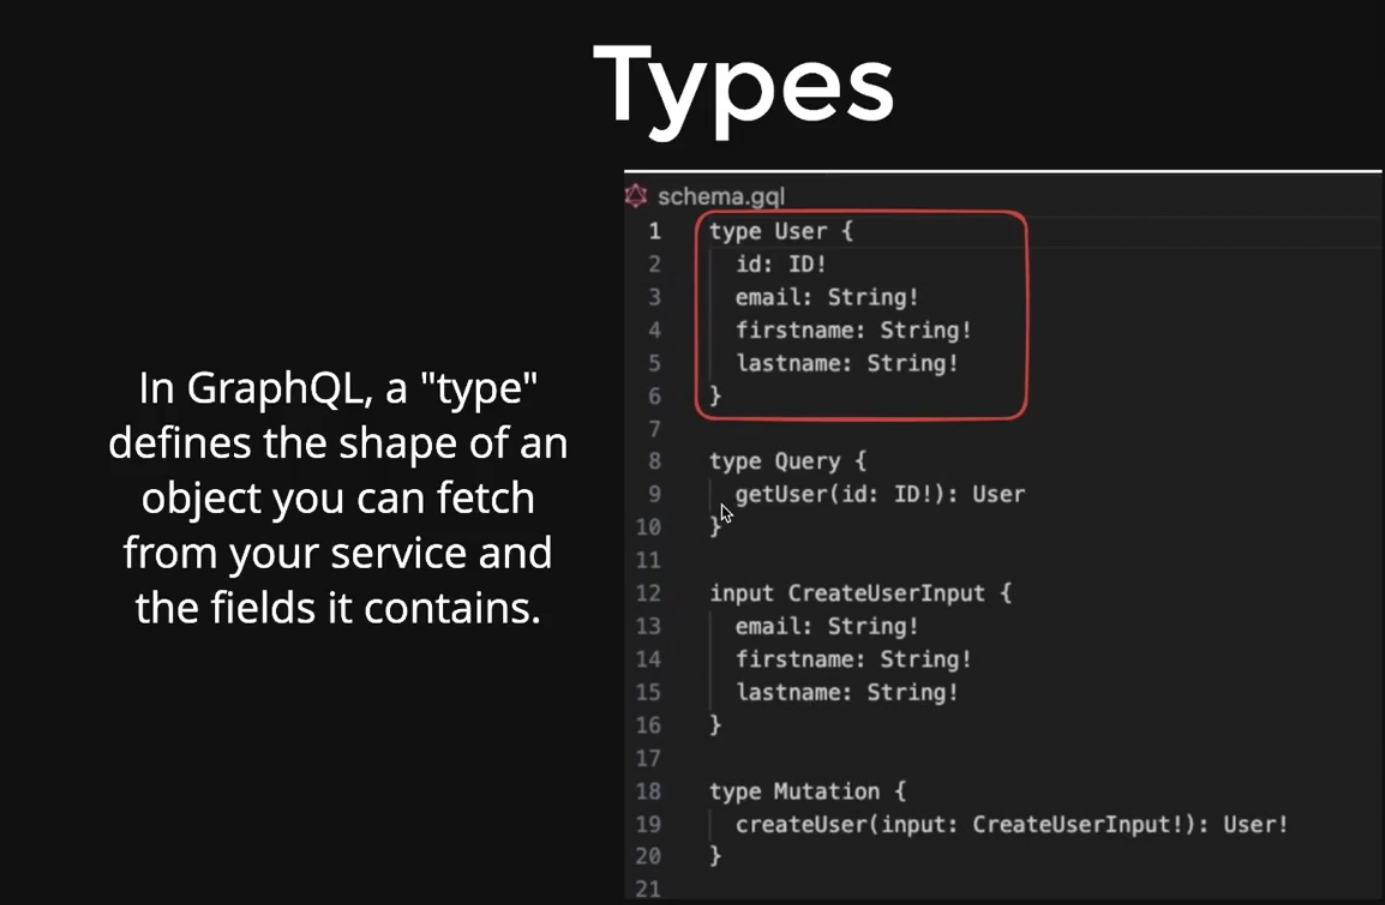 Types
In GraphQL, a "type"
defines the shape of an
object you can fetch
from your service and
the fields it contains.
schema.gql
1 type User {
2 id: ID!
3 email: String!
4 firstname: String!
5 lastname: String!
6 }
7
8 type Query {
9 getUser(id: ID!): User
10 }
11
12 input CreateUserInput {
13 email: String!
14 firstname: String!
15 lastname: String!
16 }
17
18 type Mutation {
19 createUser(input: CreateUserInput!): User!
20 }
21